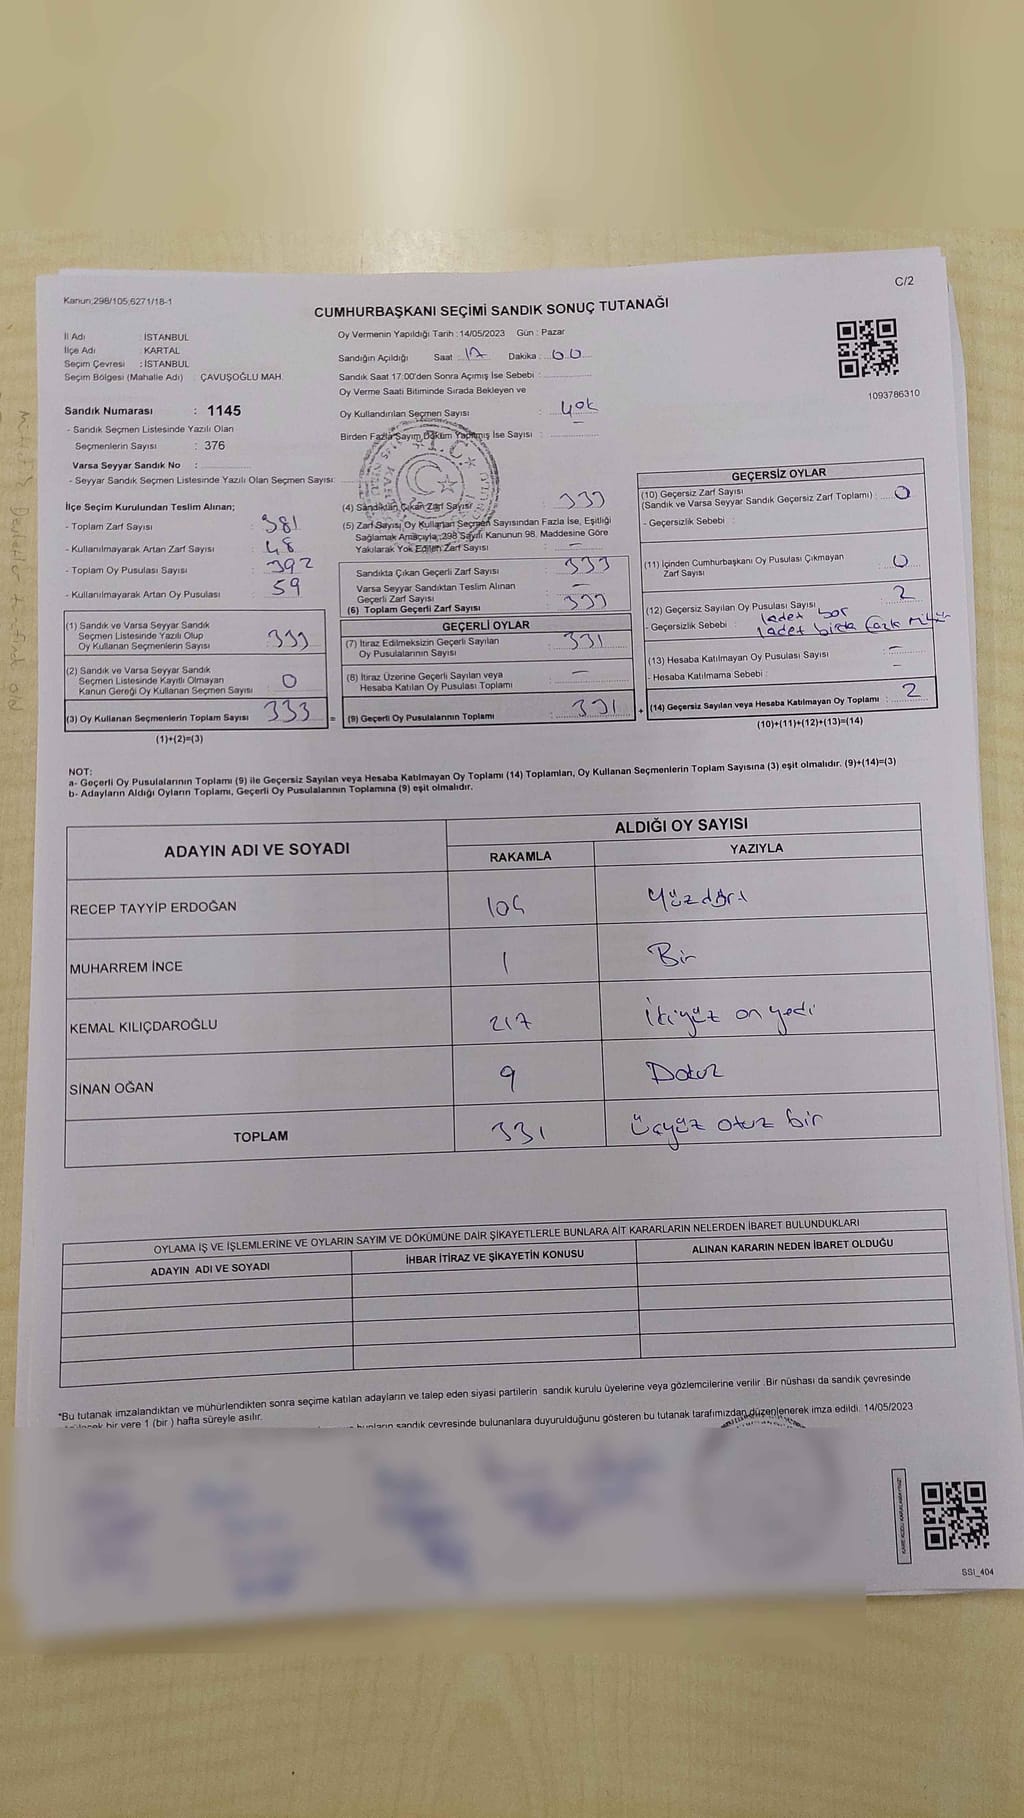 C/2
Kanun;298/105;6271/18-1
CUMHURBAŞKANI SEÇİMİ SANDIK SONUÇ TUTANAĞI
İl Adı : İSTANBUL
İlçe Adı : KARTAL
Seçim Çevresi : İSTANBUL
Seçim Bölgesi (Mahalle Adı) : ÇAVUŞOĞLU MAH.
Sandık Numarası : 1145
- Sandık Seçmen Listesinde Yazılı Olan
Seçmenlerin Sayısı : 376
Varsa Seyyar Sandık No :
- Seyyar Sandık Seçmen Listesinde Yazılı Olan Seçmen Sayısı:
Oy Vermenin Yapıldığı Tarih : 14/05/2023 Gün : Pazar
Sandığın Açıldığı Saat : 17 Dakika : 00
Sandık Saat 17:00'den Sonra Açımış İse Sebebi :
Oy Verme Saati Bitiminde Sırada Bekleyen ve
Oy Kullandırılan Seçmen Sayısı : yok
Birden Fazla Sayım Döküm Yapılmış İse Sayısı :
T.C.
1093786310
İlçe Seçim Kurulundan Teslim Alınan;
- Toplam Zarf Sayısı : 381
- Kullanılmayarak Artan Zarf Sayısı : 48
- Toplam Oy Pusulası Sayısı : 392
- Kullanılmayarak Artan Oy Pusulası : 59
(1) Sandık ve Varsa Seyyar Sandık
Seçmen Listesinde Yazılı Olup
Oy Kullanan Seçmenlerin Sayısı : 333
(2) Sandık ve Varsa Seyyar Sandık
Seçmen Listesinde Kayıtlı Olmayan
Kanun Gereği Oy Kullanan Seçmen Sayısı : 0
(3) Oy Kullanan Seçmenlerin Toplam Sayısı : 333 =
(1)+(2)=(3)
(4) Sandıktan Çıkan Zarf Sayısı : 333
(5) Zarf Sayısı, Oy Kullanan Seçmen Sayısından Fazla İse, Eşitliği
Sağlamak Amacıyla, 298 Sayılı Kanunun 98. Maddesine Göre
Yakılarak Yok Edilen Zarf Sayısı : -
Sandıkta Çıkan Geçerli Zarf Sayısı : 333
Varsa Seyyar Sandıktan Teslim Alınan
Geçerli Zarf Sayısı : -
(6) Toplam Geçerli Zarf Sayısı : 333
GEÇERLİ OYLAR
(7) İtiraz Edilmeksizin Geçerli Sayılan
Oy Pusulalarının Sayısı : 331
(8) İtiraz Üzerine Geçerli Sayılan veya
Hesaba Katılan Oy Pusulası Toplamı : -
(9) Geçerli Oy Pusulalarının Toplamı : 331 +
GEÇERSİZ OYLAR
(10) Geçersiz Zarf Sayısı
(Sandık ve Varsa Seyyar Sandık Geçersiz Zarf Toplamı) : 0
- Geçersizlik Sebebi :
(11) İçinden Cumhurbaşkanı Oy Pusulası Çıkmayan
Zarf Sayısı : 0
(12) Geçersiz Sayılan Oy Pusulası Sayısı : 2
- Geçersizlik Sebebi : 1 adet boş
1 adet birden fazla mühür
(13) Hesaba Katılmayan Oy Pusulası Sayısı : -
- Hesaba Katılmama Sebebi : -
(14) Geçersiz Sayılan veya Hesaba Katılmayan Oy Toplamı : 2
(10)+(11)+(12)+(13)=(14)
NOT:
a- Geçerli Oy Pusulalarının Toplamı (9) ile Geçersiz Sayılan veya Hesaba Katılmayan Oy Toplamı (14) Toplamları, Oy Kullanan Seçmenlerin Toplam Sayısına (3) eşit olmalıdır. (9)+(14)=(3)
b- Adayların Aldığı Oyların Toplamı, Geçerli Oy Pusulalarının Toplamına (9) eşit olmalıdır.
ADAYIN ADI VE SOYADI ALDIĞI OY SAYISI
RAKAMLA YAZIYLA
RECEP TAYYİP ERDOĞAN 104 Yüzdört
MUHARREM İNCE 1 Bir
KEMAL KILIÇDAROĞLU 217 İkiyüz on yedi
SİNAN OĞAN 9 Dokuz
TOPLAM 331 Üçyüz otuz bir
OYLAMA İŞ VE İŞLEMLERİNE VE OYLARIN SAYIM VE DÖKÜMÜNE DAİR ŞİKAYETLERLE BUNLARA AİT KARARLARIN NELERDEN İBARET BULUNDUKLARI
ADAYIN ADI VE SOYADI İHBAR İTİRAZ VE ŞİKAYETİN KONUSU ALINAN KARARIN NEDEN İBARET OLDUĞU
*Bu tutanak imzalandıktan ve mühürlendikten sonra seçime katılan adayların ve talep eden siyasi partilerin sandık kurulu üyelerine veya gözlemcilerine verilir .Bir nüshası da sandık çevresinde
bir yere 1 (bir ) hafta süreyle asılır.
bunların sandık çevresinde bulunanlara duyurulduğunu gösteren bu tutanak tarafımızdan düzenlenerek imza edildi. 14/05/2023
SSI_404